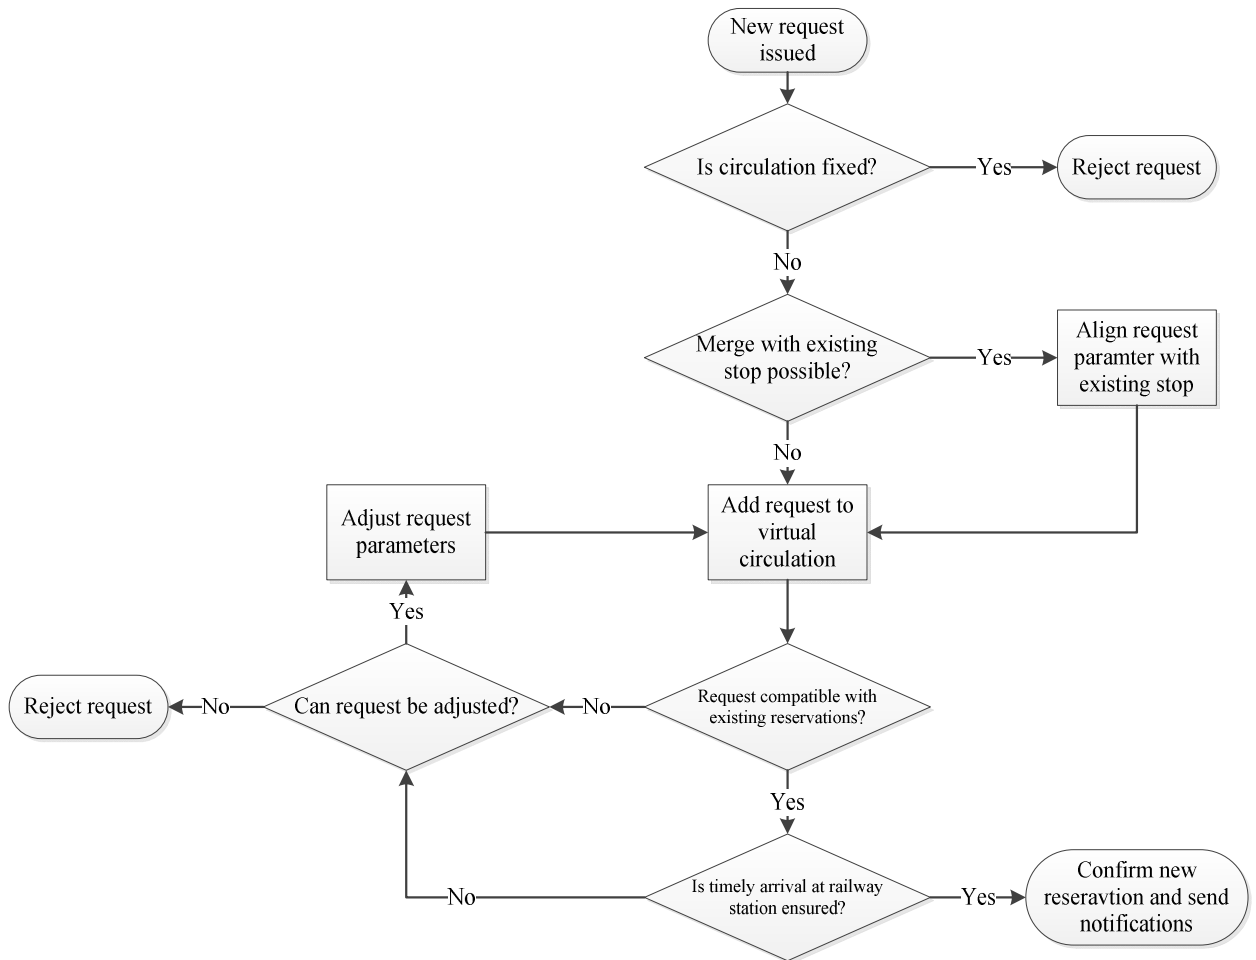 New request
issued
Is circulation fixed?
Yes
Reject request
No
Merge with existing
stop possible?
Yes
Align request
paramter with
existing stop
No
Adjust request
parameters
Add request to
virtual
circulation
Yes
Reject request
No
Can request be adjusted?
No
Request compatible with
existing reservations?
Yes
No
Is timely arrival at railway
station ensured?
Yes
Confirm new
reseravtion and send
notifications